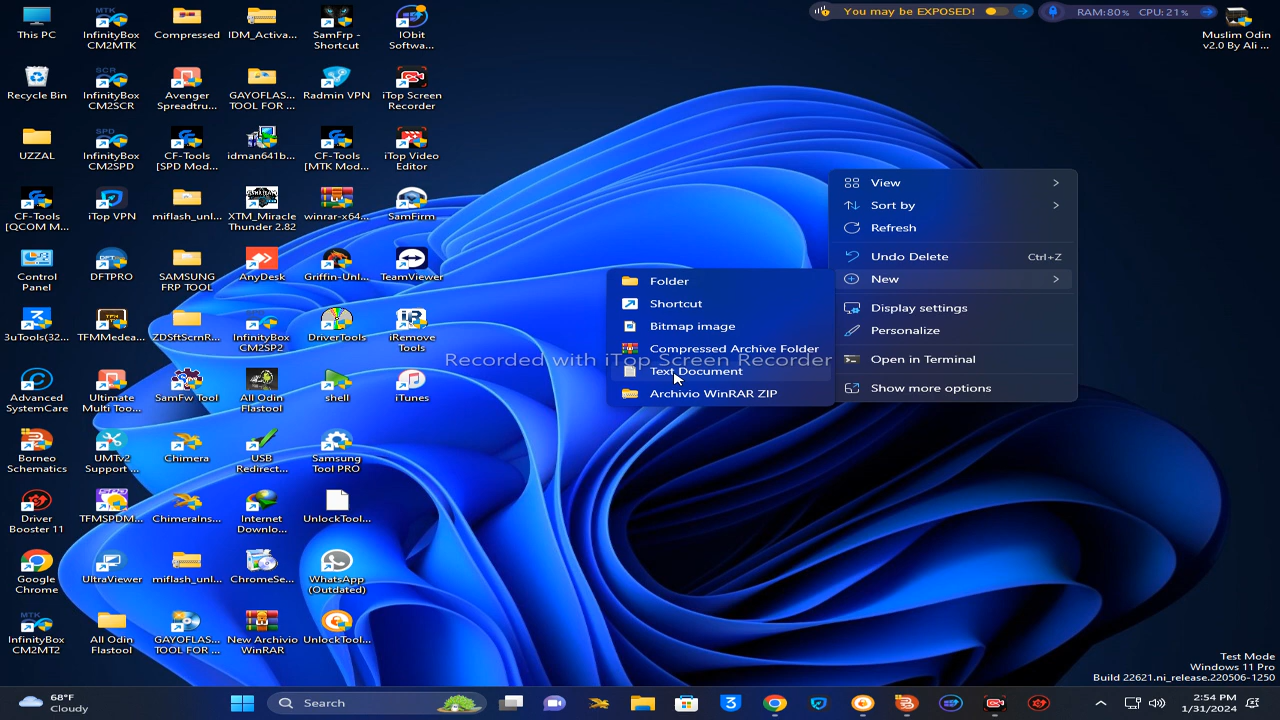 This PC
InfinityBox
CM2MTK
Compressed
IDM_Activa...
SamFrp -
Shortcut
IObit
Softwa...
You may be EXPOSED!
RAM:80%
CPU:21%
Muslim Odin
v2.0 By Ali ...
Recycle Bin
InfinityBox
CM2SCR
Avenger
Spreadtru...
GAYOFLAS...
TOOL FOR ...
Radmin VPN
iTop Screen
Recorder
UZZAL
InfinityBox
CM2SPD
CF-Tools
[SPD Mod...
idman641b...
CF-Tools
[MTK Mod...
iTop Video
Editor
CF-Tools
[QCOM M...
iTop VPN
miflash_unl...
XTM_Miracle
Thunder 2.82
winrar-x64...
SamFirm
Control
Panel
DFTPRO
SAMSUNG
FRP TOOL
AnyDesk
Griffin-Unl...
TeamViewer
3uTools(32...
TFMMedea...
ZDSftScrnR...
InfinityBox
CM2SP2
DriverTools
iRemove
Tools
Advanced
SystemCare
Ultimate
Multi Too...
SamFw Tool
All Odin
Flastool
shell
iTunes
Borneo
Schematics
UMTv2
Support ...
Chimera
USB
Redirect...
Samsung
Tool PRO
Driver
Booster 11
TFMSPDM...
ChimeraIns...
Internet
Downlo...
UnlockTool...
Google
Chrome
UltraViewer
miflash_unl...
ChromeSe...
WhatsApp
(Outdated)
InfinityBox
CM2MT2
All Odin
Flastool
GAYOFLAS...
TOOL FOR ...
New Archivio
WinRAR
UnlockTool...
View
Sort by
Refresh
Undo Delete
Ctrl+Z
New
Display settings
Personalize
Open in Terminal
Show more options
Folder
Shortcut
Bitmap image
Compressed Archive Folder
Text Document
Archivio WinRAR ZIP
Recorded with iTop Screen Recorder
Test Mode
Windows 11 Pro
Build 22621.ni_release.220506-1250
68°F
Cloudy
Search
2:54 PM
1/31/2024